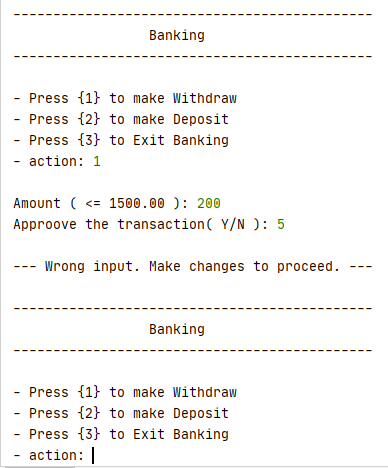 ---------------------------------------------
Banking
---------------------------------------------
- Press {1} to make Withdraw
- Press {2} to make Deposit
- Press {3} to Exit Banking
- action: 1
Amount ( <= 1500.00 ): 200
Approove the transaction( Y/N ): 5
--- Wrong input. Make changes to proceed. ---
---------------------------------------------
Banking
---------------------------------------------
- Press {1} to make Withdraw
- Press {2} to make Deposit
- Press {3} to Exit Banking
- action: